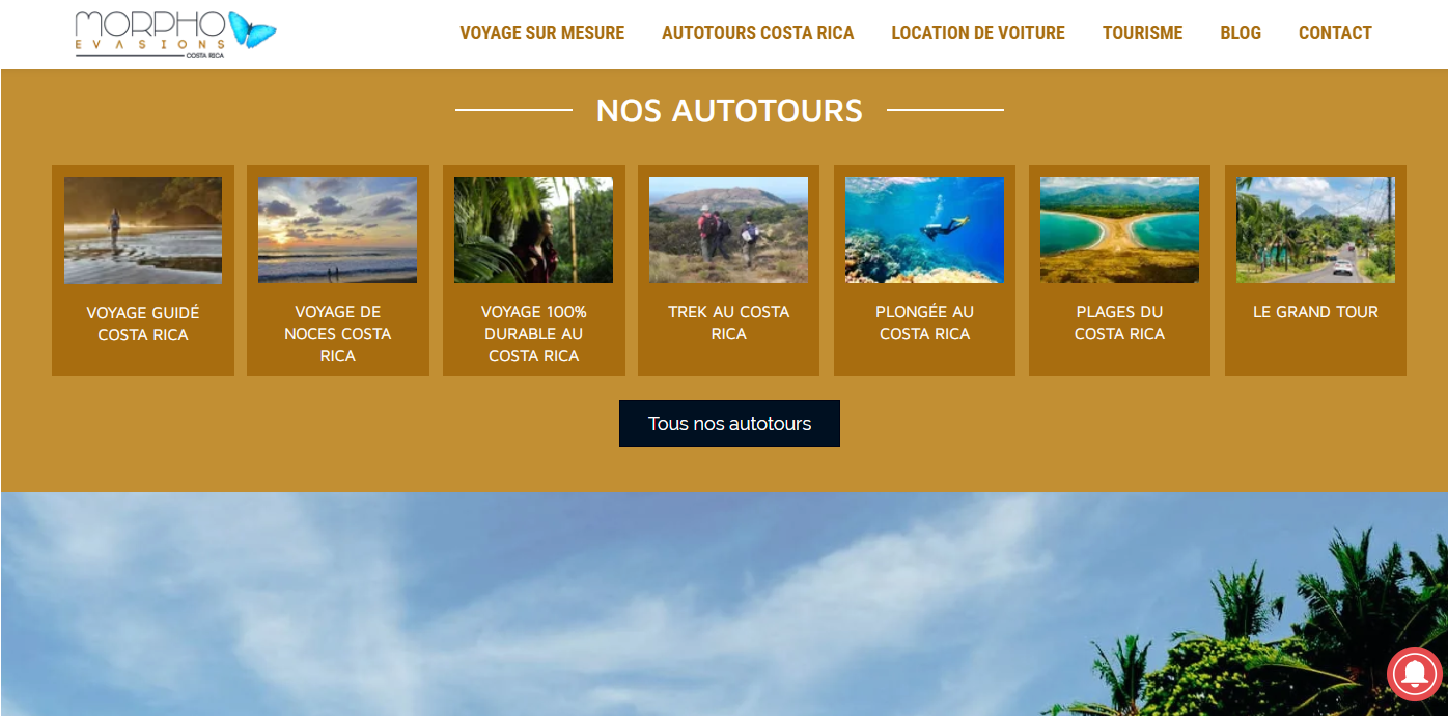 MORPHO
EVASIONS
COSTA RICA
VOYAGE SUR MESURE
AUTOTOURS COSTA RICA
LOCATION DE VOITURE
TOURISME
BLOG
CONTACT
NOS AUTOTOURS
VOYAGE GUIDÉ
COSTA RICA
VOYAGE DE
NOCES COSTA
RICA
VOYAGE 100%
DURABLE AU
COSTA RICA
TREK AU COSTA
RICA
PLONGÉE AU
COSTA RICA
PLAGES DU
COSTA RICA
LE GRAND TOUR
Tous nos autotours